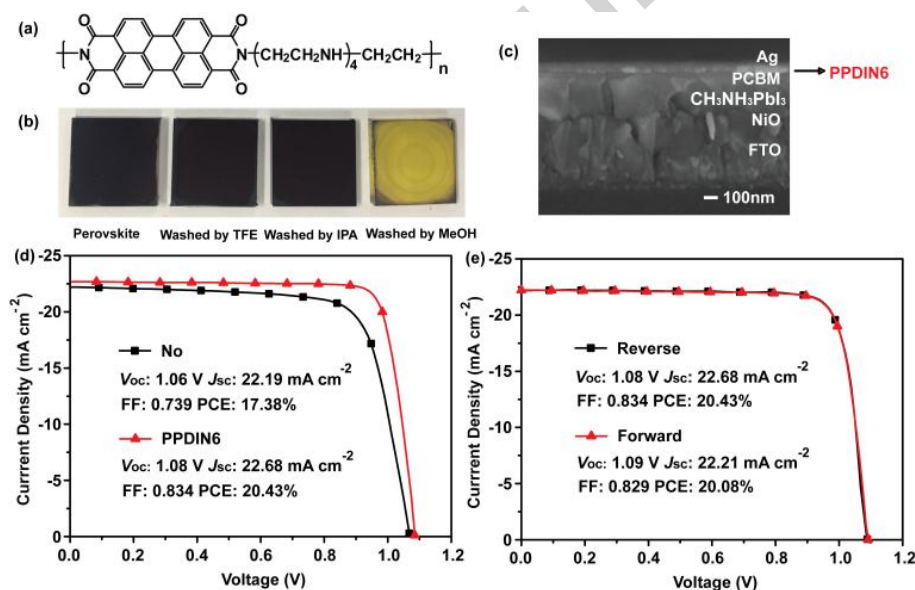 (a)
O
O
N
N
(CH₂CH₂NH)₄CH₂CH₂
n
O
O
(b)
Perovskite
Washed by TFE
Washed by IPA
Washed by MeOH
(c)
Ag
PCBM
CH₃NH₃PbI₃
NiO
FTO
100nm
PPDIN6
(d)
-25
-20
-15
-10
-5
0
Currrent Density (mA cm⁻²)
No
Voc: 1.06 V Jsc: 22.19 mA cm⁻²
FF: 0.739 PCE: 17.38%
PPDIN6
Voc: 1.08 V Jsc: 22.68 mA cm⁻²
FF: 0.834 PCE: 20.43%
0.0 0.2 0.4 0.6 0.8 1.0 1.2
Voltage (V)
(e)
-25
-20
-15
-10
-5
0
Currrent Density (mA cm⁻²)
Reverse
Voc: 1.08 V Jsc: 22.68 mA cm⁻²
FF: 0.834 PCE: 20.43%
Forward
Voc: 1.09 V Jsc: 22.21 mA cm⁻²
FF: 0.829 PCE: 20.08%
0.0 0.2 0.4 0.6 0.8 1.0 1.2
Voltage (V)